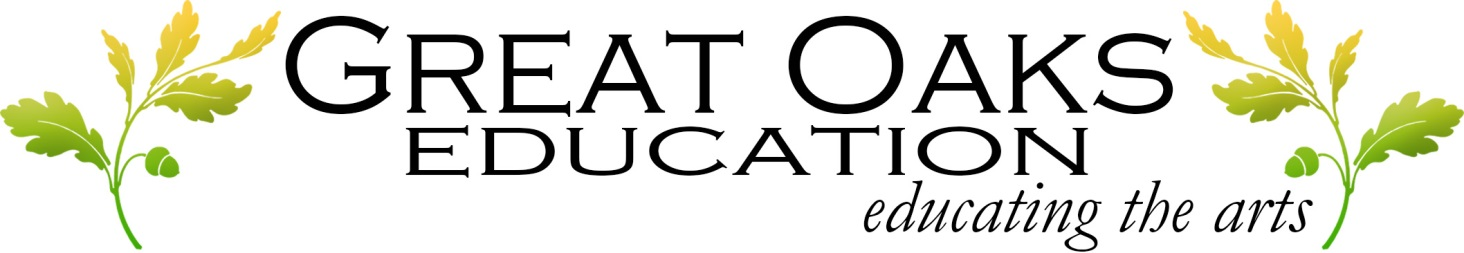 GREAT OAKS
EDUCATION
educating the arts